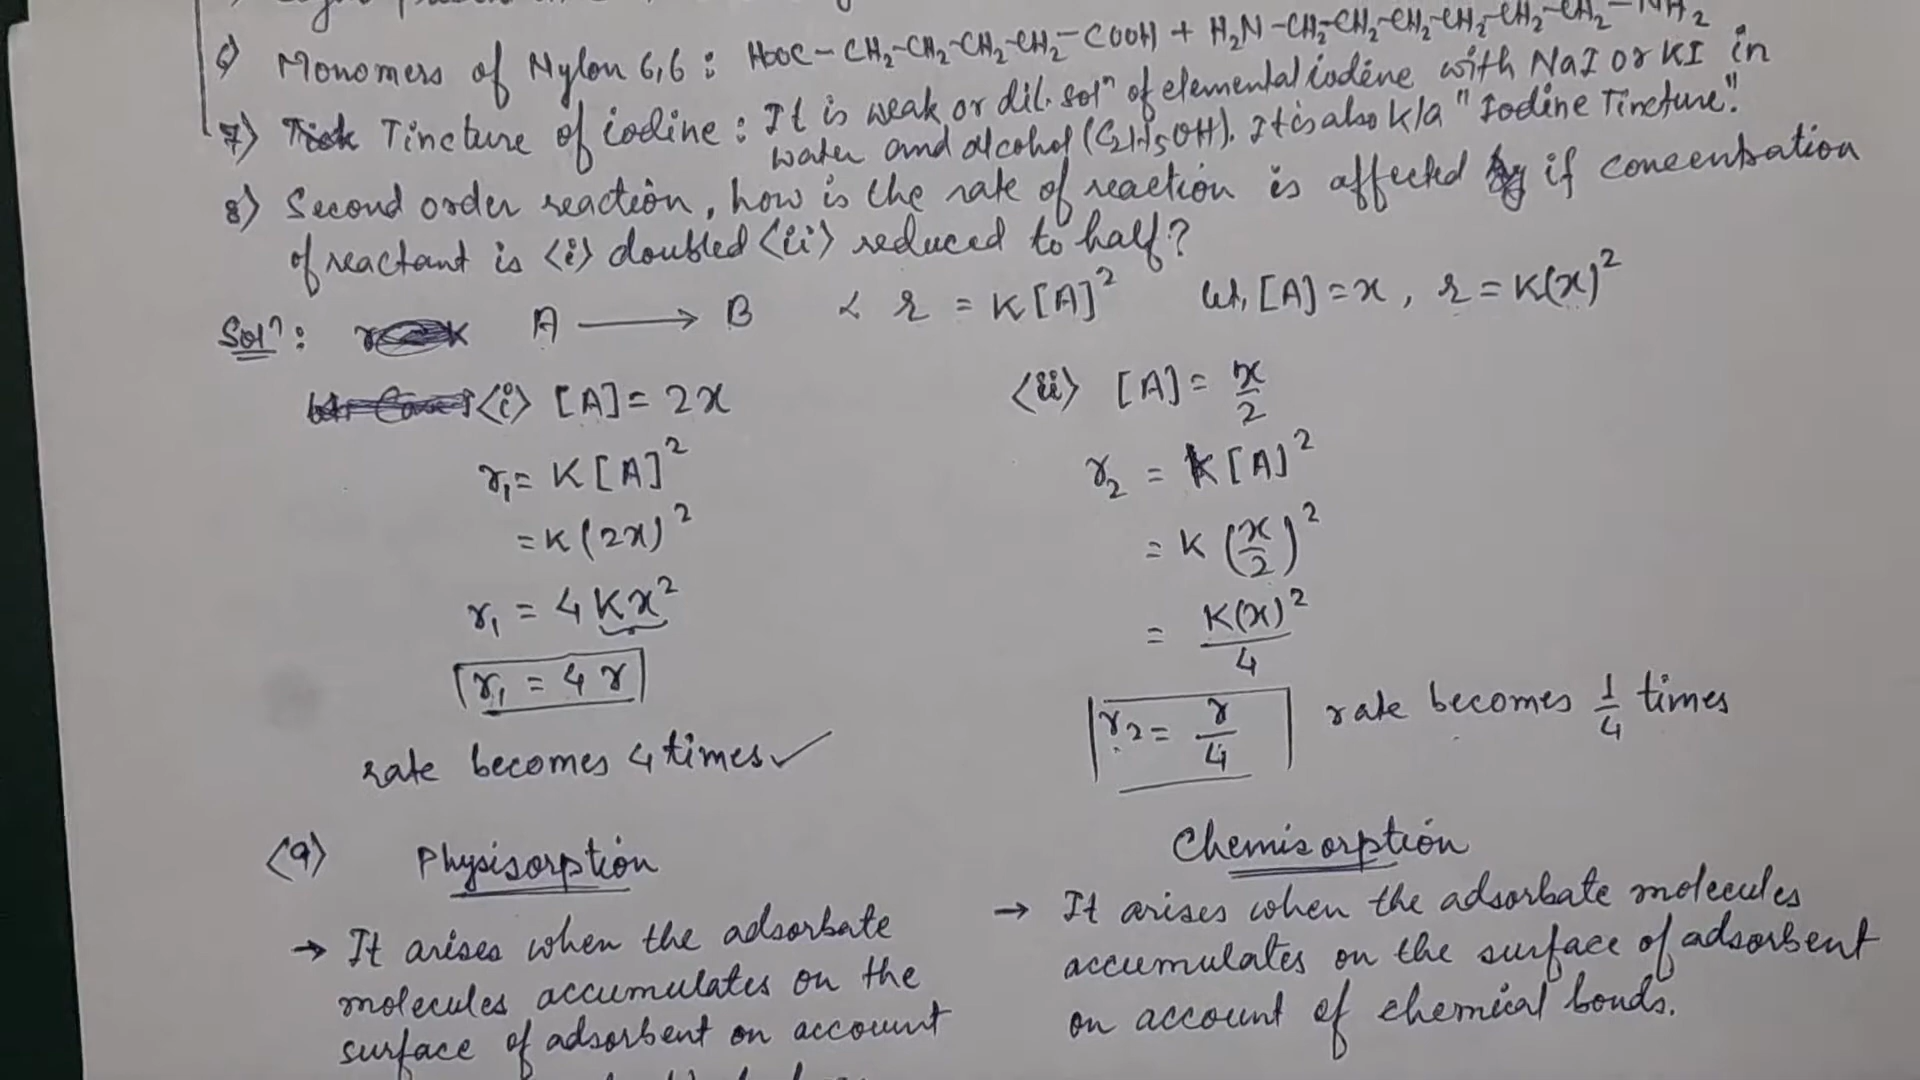 6) Monomers of Nylon 6,6 : HOOC-CH₂-CH₂-CH₂-CH₂-COOH + H₂N-CH₂-CH₂-CH₂-CH₂-CH₂-CH₂-NH₂
7) Tincture of iodine : It is weak or dil. solⁿ of elemental iodine with NaI or KI in
water and alcohol (C₂H₅OH). It is also k/a "Iodine Tincture".
8) Second order reaction, how is the rate of reaction is affected if concentration
of reactant is <i> doubled <ii> reduced to half?
Solⁿ: A ⟶ B & r = K[A]² let, [A] = x, r = K(x)²
<i> [A] = 2x
r₁ = K[A]²
= K(2x)²
r₁ = 4Kx²
r₁ = 4r
rate becomes 4 times ✓
<ii> [A] = x/2
r₂ = K[A]²
= K(x/2)²
= K(x)²/4
r₂ = r/4 rate becomes 1/4 times
<9> Physisorption
→ It arises when the adsorbate
molecules accumulates on the
surface of adsorbent on account
Chemisorption
→ It arises when the adsorbate molecules
accumulates on the surface of adsorbent
on account of chemical bonds.